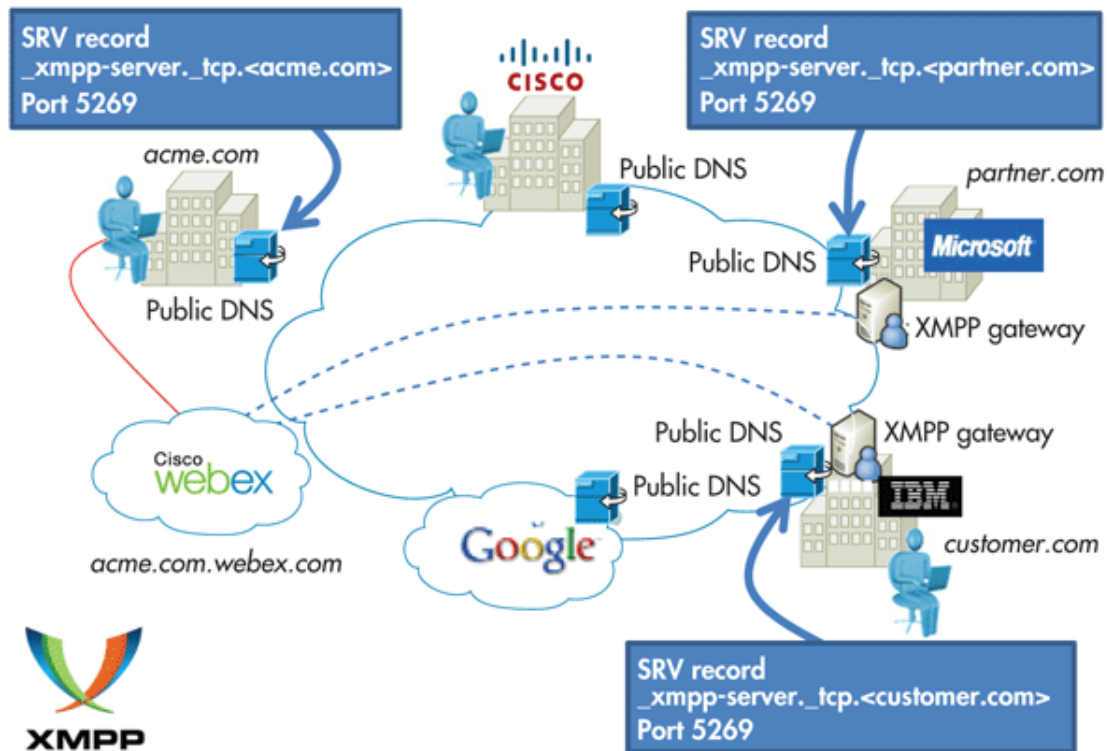 SRV record
_xmpp-server._tcp.<acme.com>
Port 5269
CISCO
SRV record
_xmpp-server._tcp.<partner.com>
Port 5269
acme.com
Public DNS
partner.com
Public DNS
Microsoft
Public DNS
XMPP gateway
Public DNS
XMPP gateway
Cisco
webex
Public DNS
IBM
Google
customer.com
acme.com.webex.com
SRV record
_xmpp-server._tcp.<customer.com>
Port 5269
XMPP